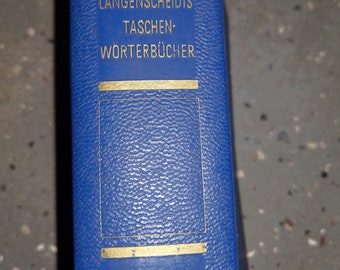 LANGENSCHEIDTS
TASCHEN-
WÖRTERBÜCHER